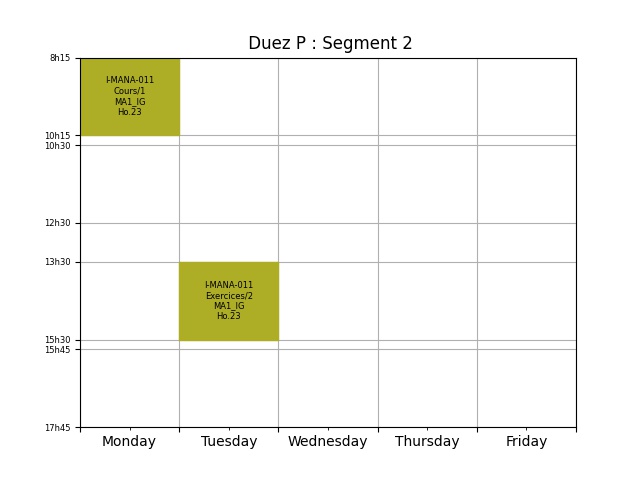 Duez P : Segment 2
8h15
I-MANA-011
Cours/1
MA1_IG
Ho.23
10h15
10h30
12h30
13h30
I-MANA-011
Exercices/2
MA1_IG
Ho.23
15h30
15h45
17h45
Monday Tuesday Wednesday Thursday Friday